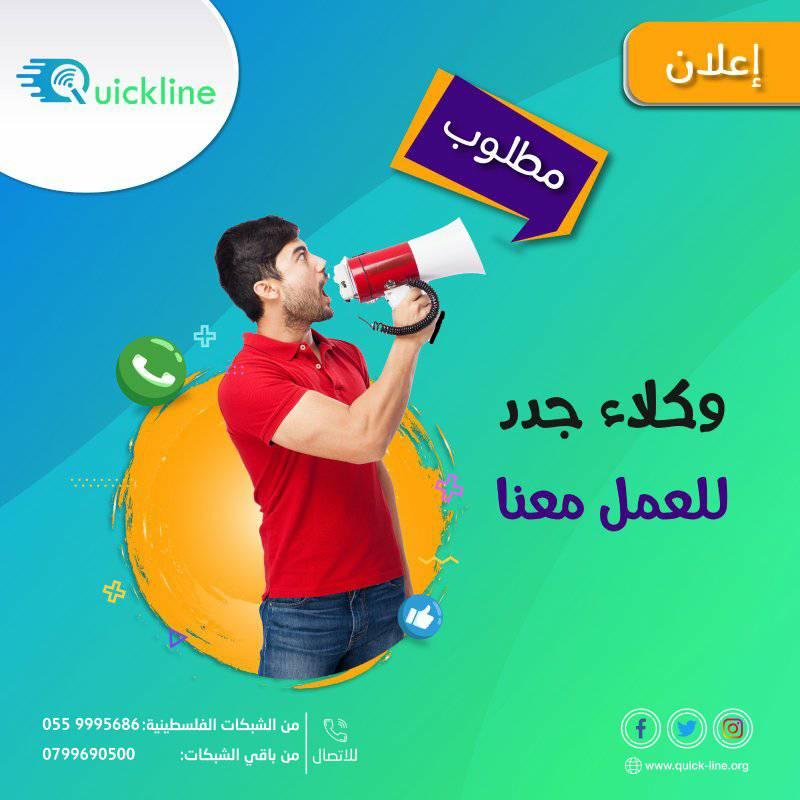 Quickline
إعلان
مطلوب
وكلاء جدد
للعمل معنا
للاتصال
من الشبكات الفلسطينية: 055 9995686
من باقي الشبكات: 0799690500
www.quick-line.org